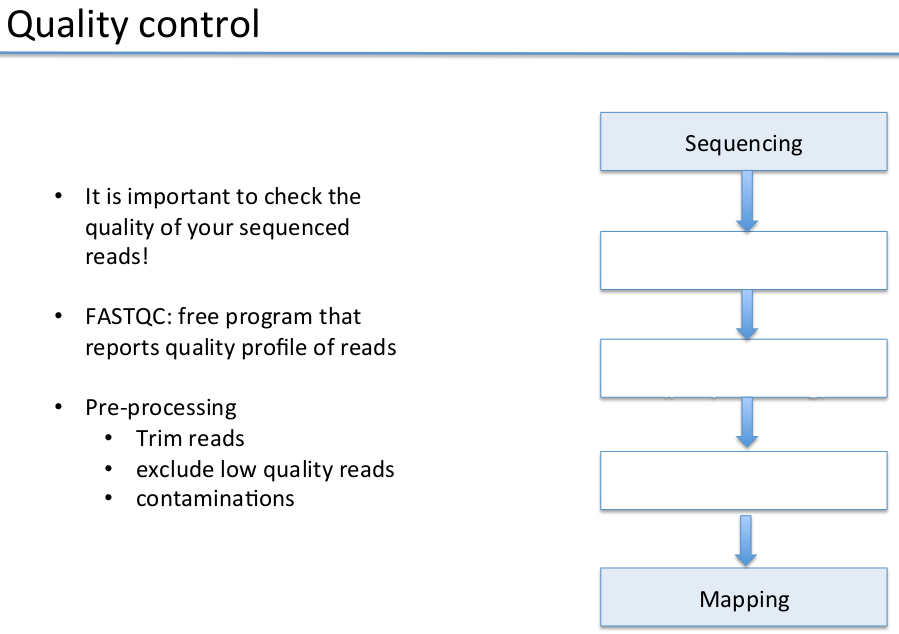 Quality control
• It is important to check the
quality of your sequenced
reads!
• FASTQC: free program that
reports quality profile of reads
• Pre-processing
• Trim reads
• exclude low quality reads
• contaminations
Sequencing
Mapping